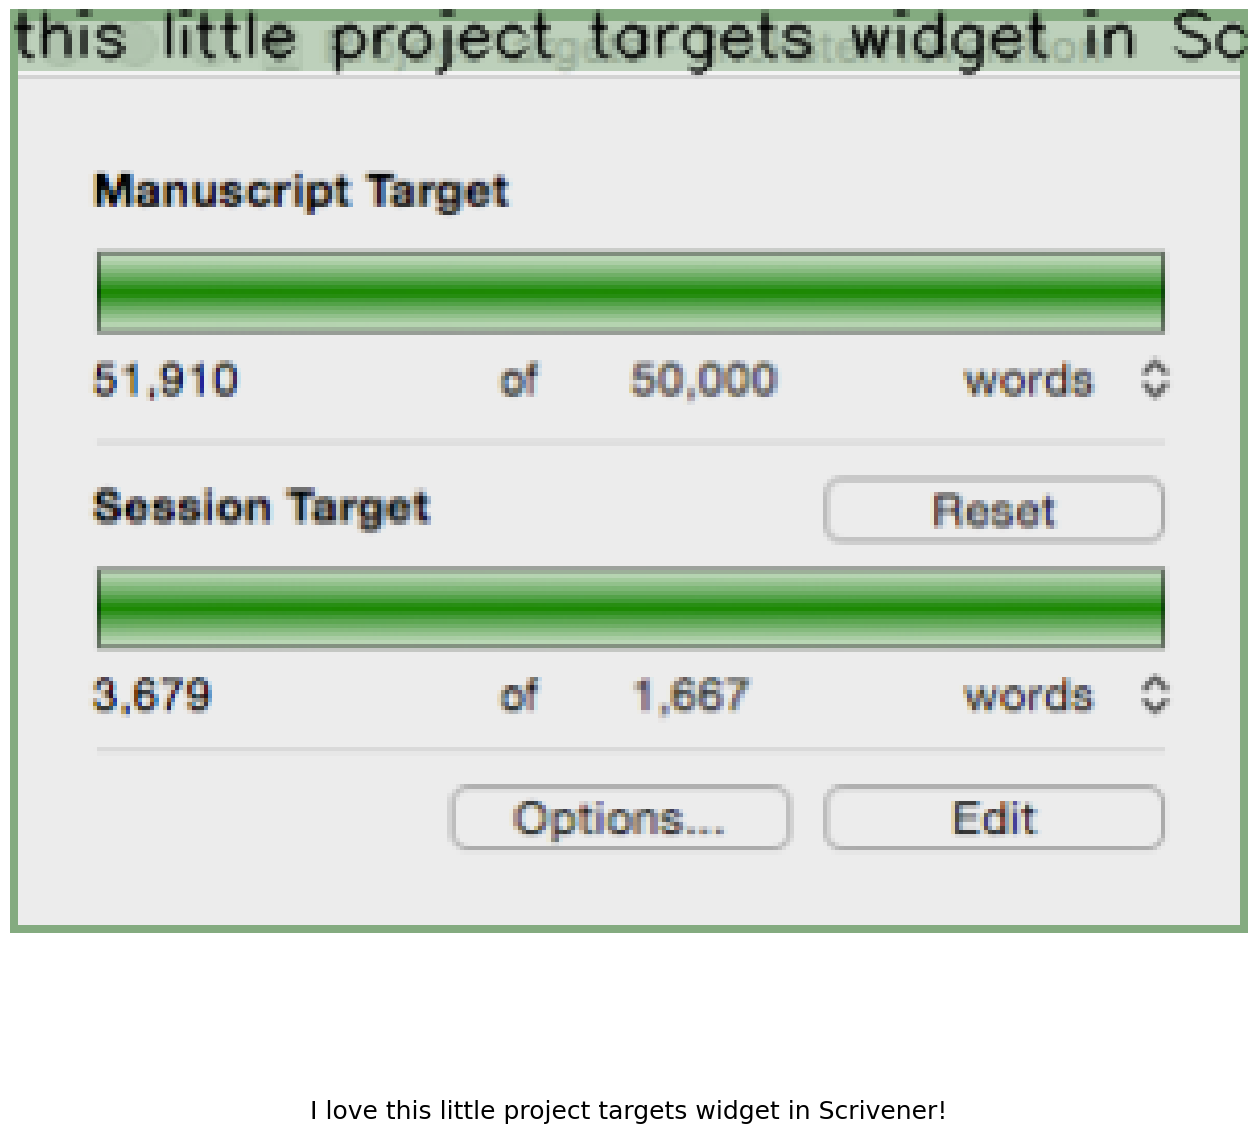 this little project targets widget in Sc
Manuscript Target
51,910 of 50,000 words
Session Target Reset
3,679 of 1,667 words
Options... Edit
I love this little project targets widget in Scrivener!